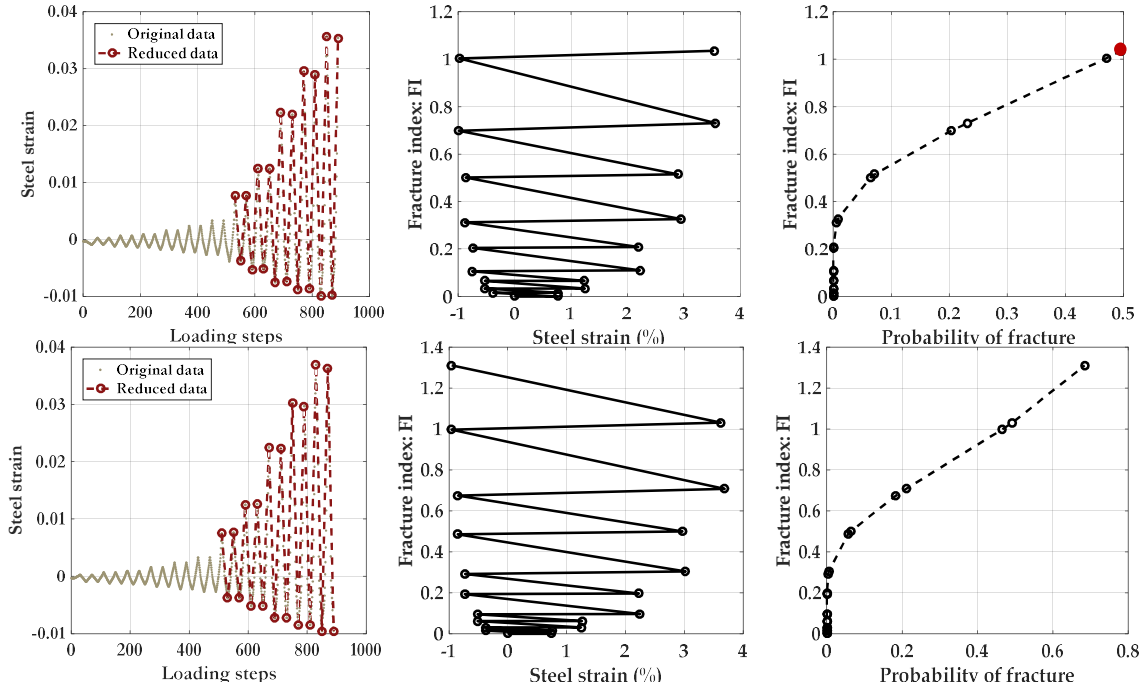 0.04
0.03
0.02
0.01
0
-0.01
Steel strain
Original data
Reduced data
0 200 400 600 800 1000
Loading steps
1.2
1
0.8
0.6
0.4
0.2
0
Fracture index: FI
-1 0 1 2 3 4
Steel strain (%)
1.2
1
0.8
0.6
0.4
0.2
0
Fracture index: FI
0 0.1 0.2 0.3 0.4 0.5
Probability of fracture
0.04
0.03
0.02
0.01
0
-0.01
Steel strain
Original data
Reduced data
0 200 400 600 800 1000
Loading steps
1.4
1.2
1
0.8
0.6
0.4
0.2
0
Fracture index: FI
-1 0 1 2 3 4
Steel strain (%)
1.4
1.2
1
0.8
0.6
0.4
0.2
0
Fracture index: FI
0 0.2 0.4 0.6 0.8
Probability of fracture